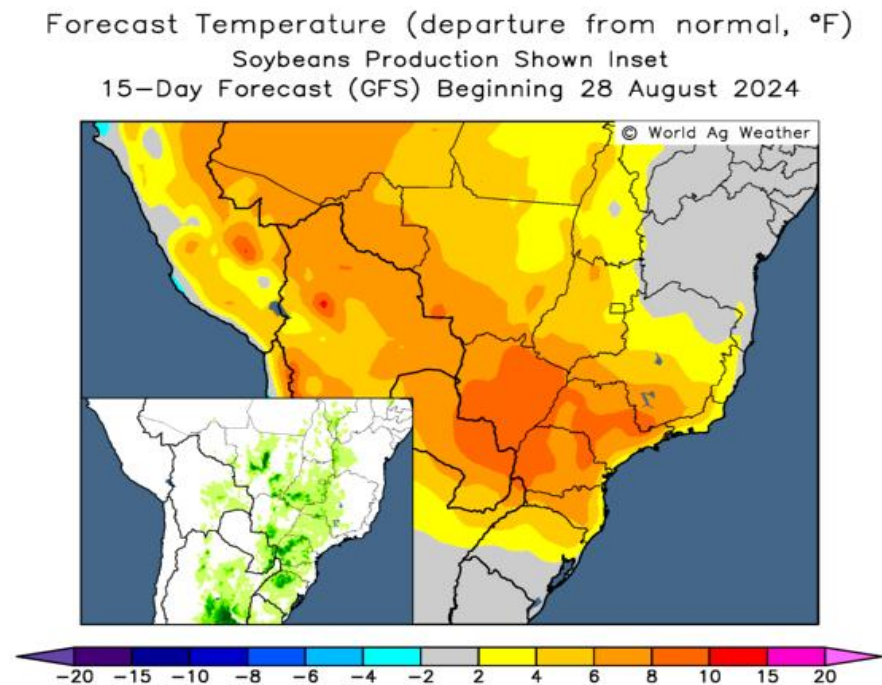 Forecast Temperature (departure from normal, °F)
Soybeans Production Shown Inset
15-Day Forecast (GFS) Beginning 28 August 2024
© World Ag Weather
-20 -15 -10 -8 -6 -4 -2 2 4 6 8 10 15 20